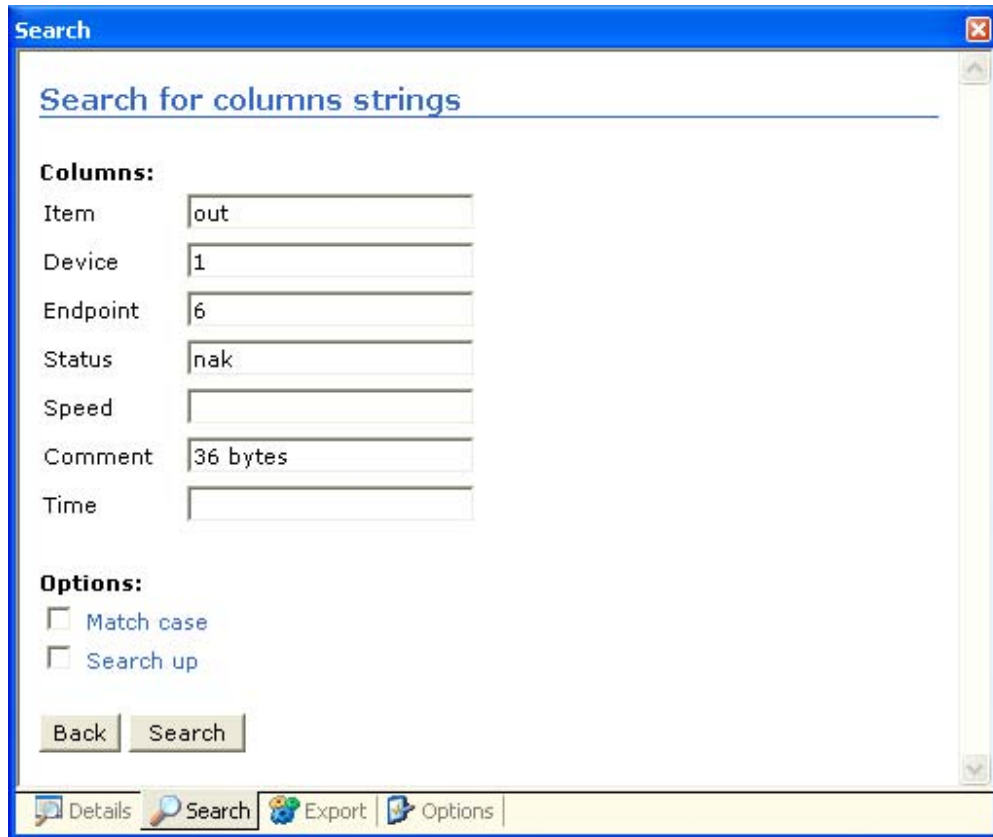 Search
Search for columns strings
Columns:
Item out
Device 1
Endpoint 6
Status nak
Speed
Comment 36 bytes
Time
Options:
Match case
Search up
Back Search
Details Search Export Options